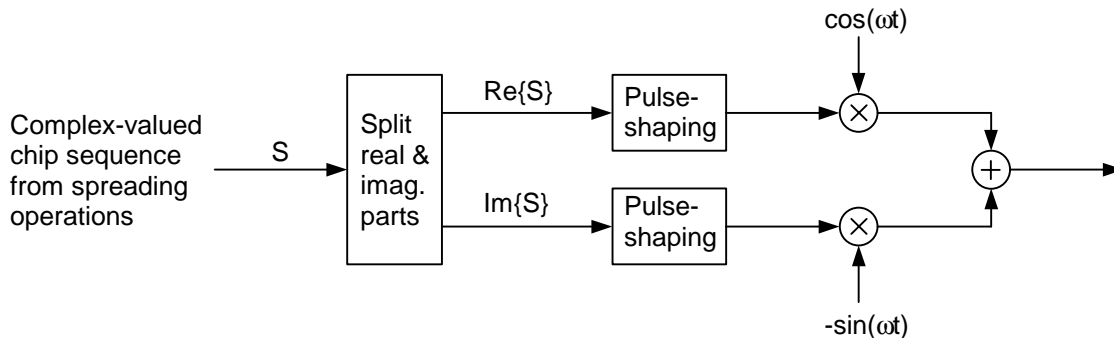 cos(ωt)
Complex-valued
chip sequence
from spreading
operations
S
Split
real &
imag.
parts
Re{S}
Im{S}
Pulse-
shaping
Pulse-
shaping
-sin(ωt)